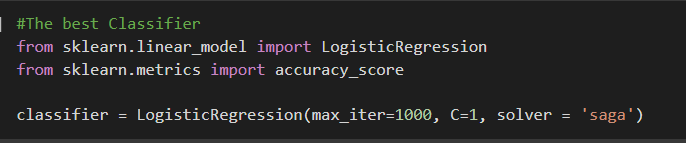 #The best Classifier
from sklearn.linear_model import LogisticRegression
from sklearn.metrics import accuracy_score
classifier = LogisticRegression(max_iter=1000, C=1, solver = 'saga')